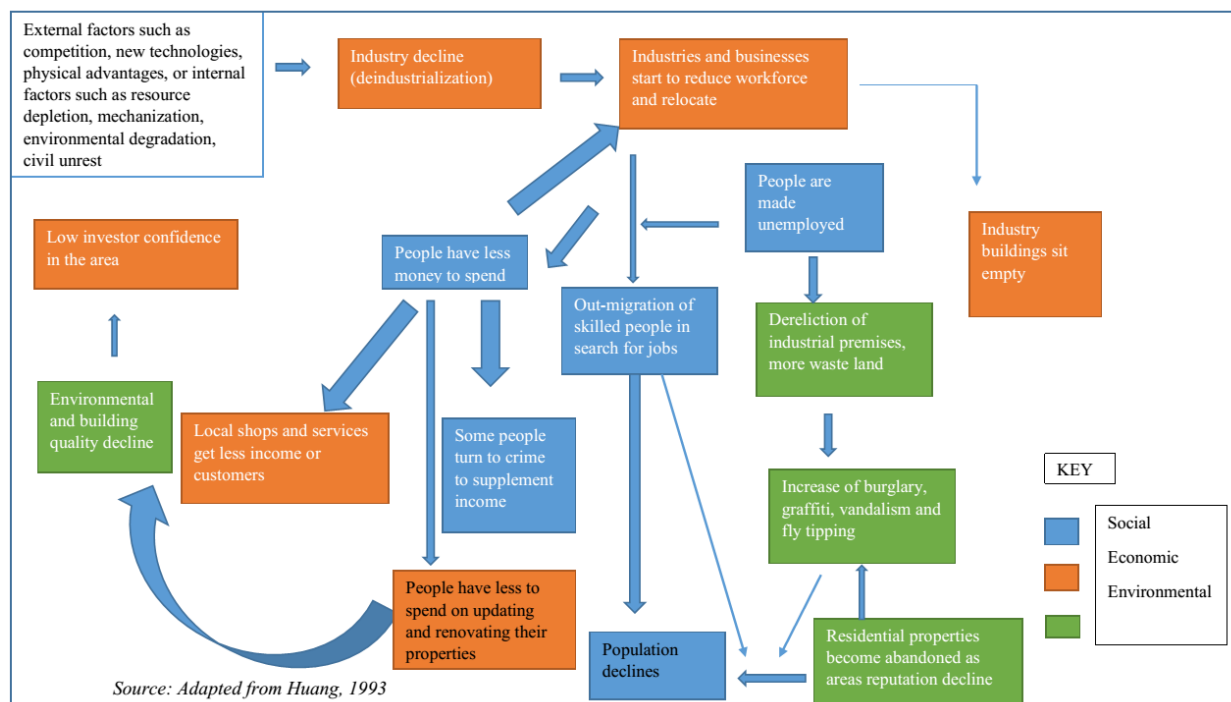 External factors such as
competition, new technologies,
physical advantages, or internal
factors such as resource
depletion, mechanization,
environmental degradation,
civil unrest
Industry decline
(deindustrialization)
Industries and businesses
start to reduce workforce
and relocate
People are
made
unemployed
Low investor confidence
in the area
People have less
money to spend
Industry
buildings sit
empty
Out-migration of
skilled people in
search for jobs
Dereliction of
industrial premises,
more waste land
Environmental
and building
quality decline
Local shops and services
get less income or
customers
Some people
turn to crime
to supplement
income
Increase of burglary,
graffiti, vandalism and
fly tipping
KEY
Social
Economic
Environmental
People have less to
spend on updating
and renovating their
properties
Population
declines
Residential properties
become abandoned as
areas reputation decline
Source: Adapted from Huang, 1993